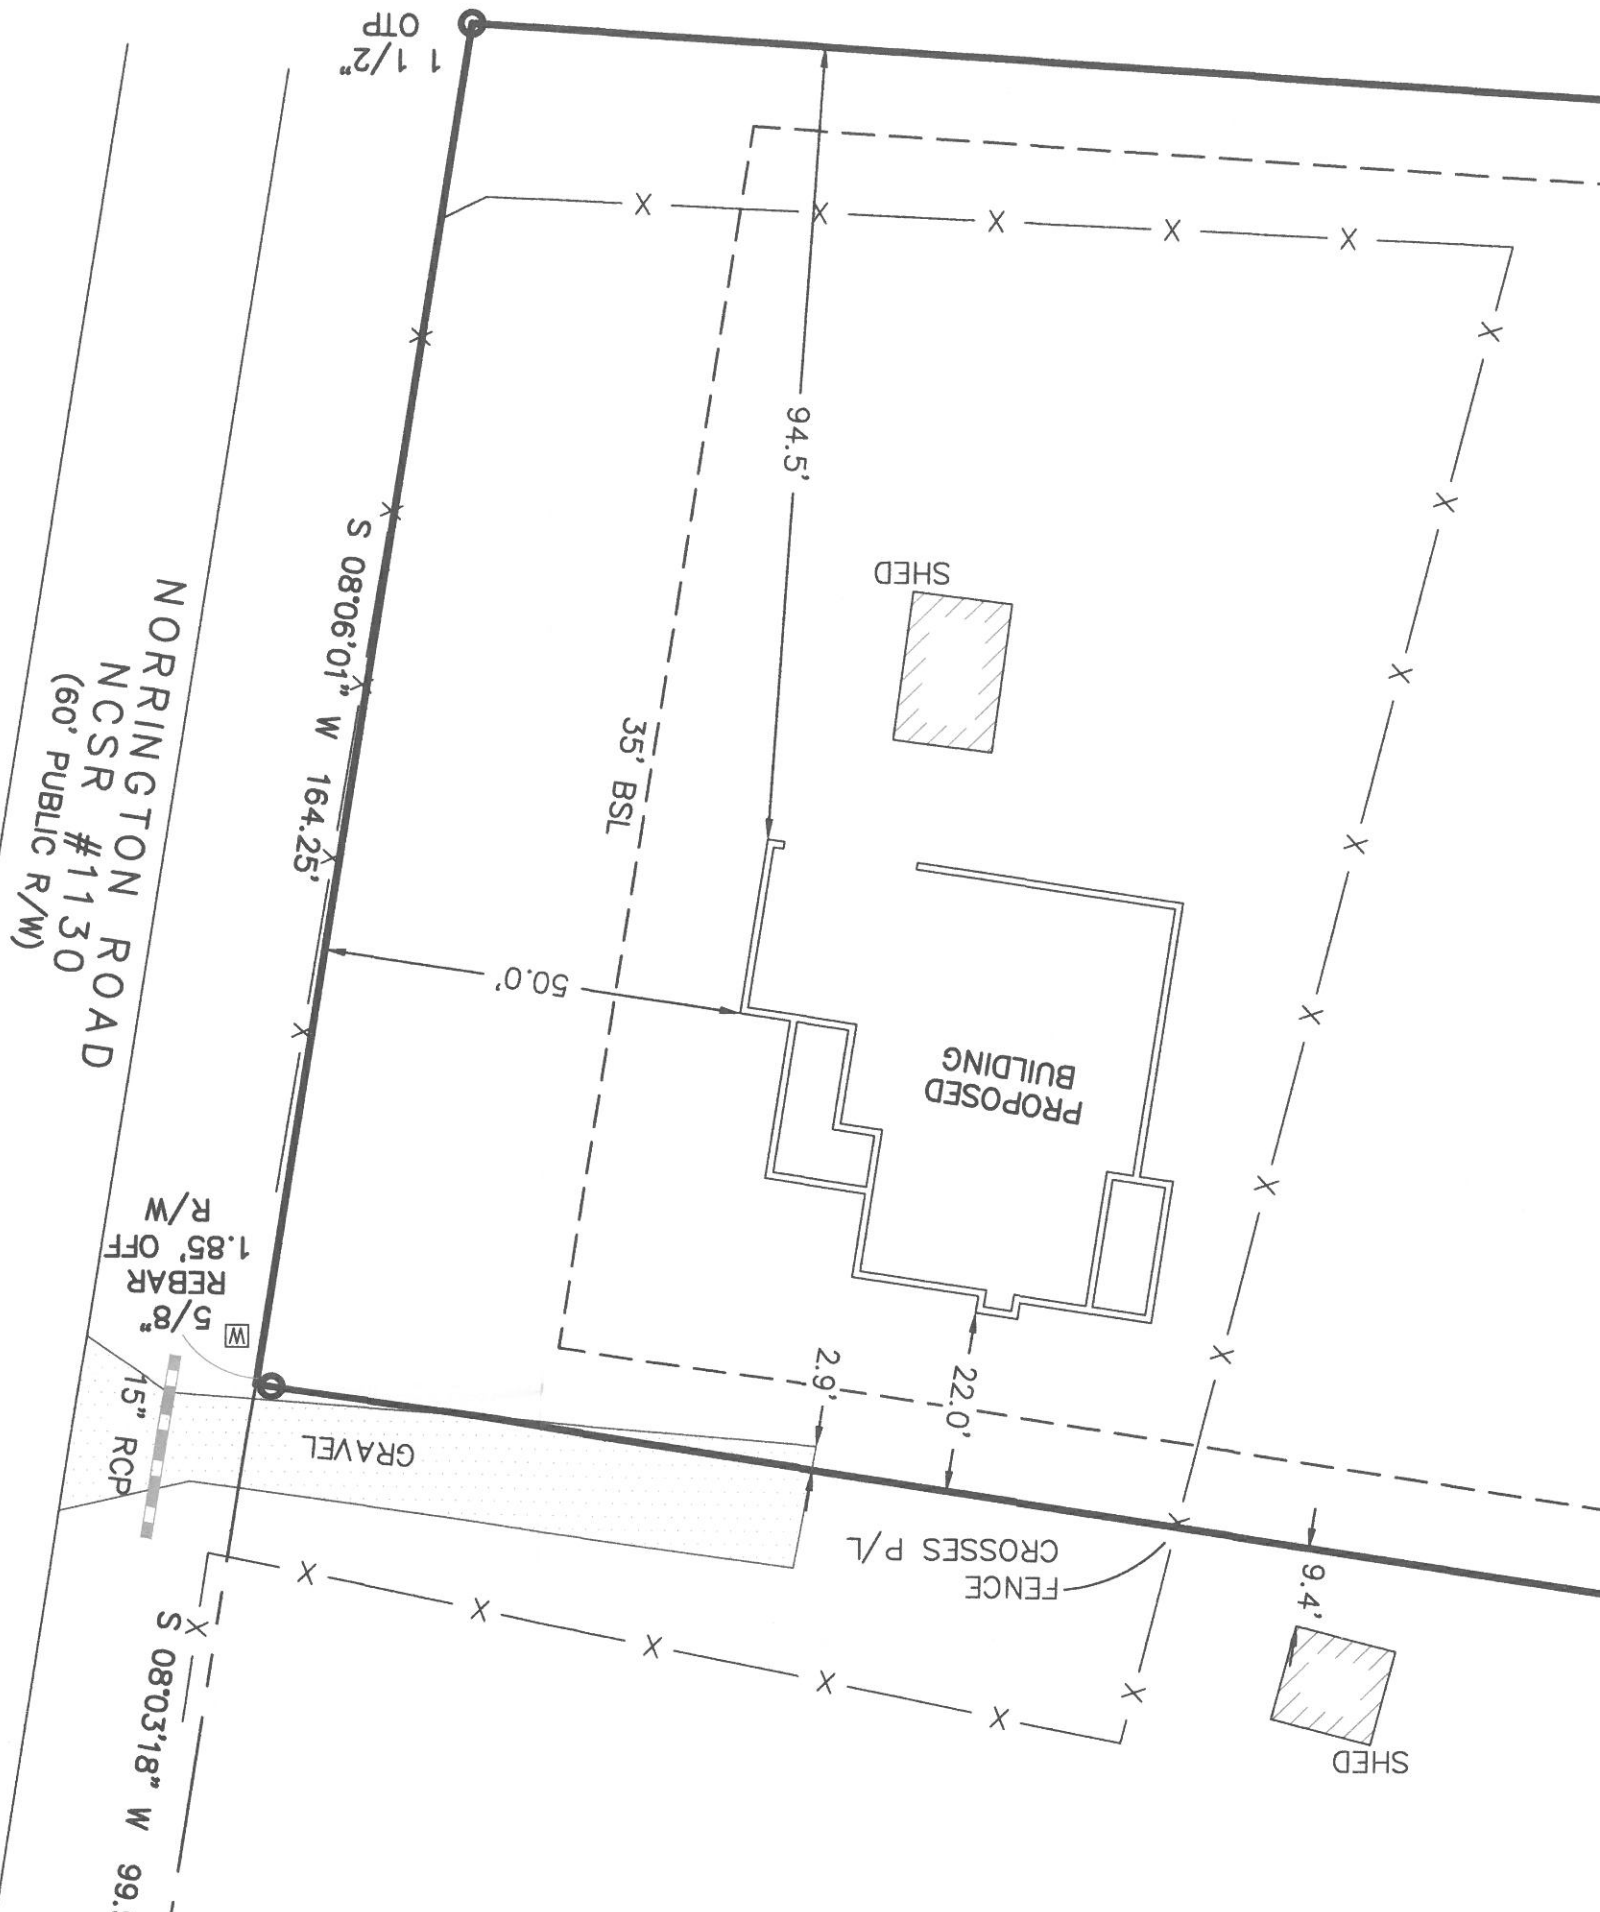 1 1/2"
OTP
94.5'
SHED
S 08°06'01" W 164.25'
35' BSL
NORRINGTON ROAD
NCSR #1130
(60' PUBLIC R/W)
50.0'
PROPOSED
BUILDING
5/8"
REBAR
1.85' OFF
R/W
W
2.9'
22.0'
15" RCP
GRAVEL
FENCE
CROSSES P/L
9.4'
SHED
S 08°03'18" W 99.